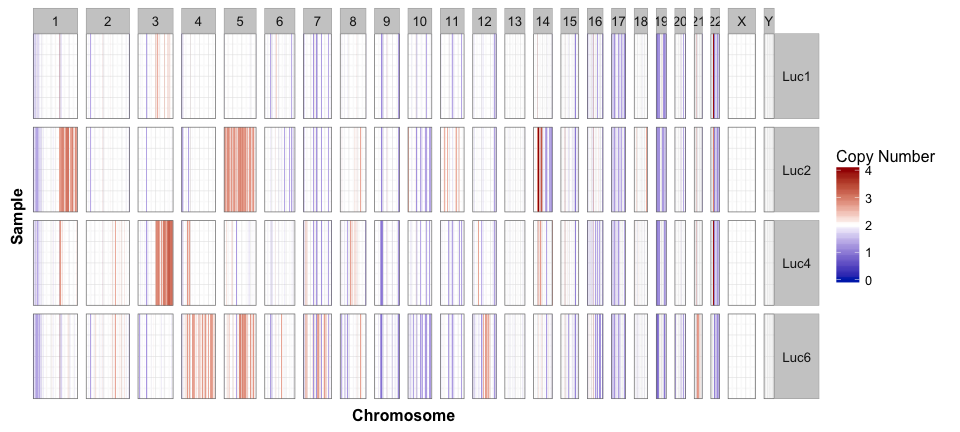 1 2 3 4 5 6 7 8 9 10 11 12 13 14 15 16 17 18 19 20 21 22 X Y
Luc1
Luc2
Luc4
Luc6
Sample
Chromosome
Copy Number
4
3
2
1
0